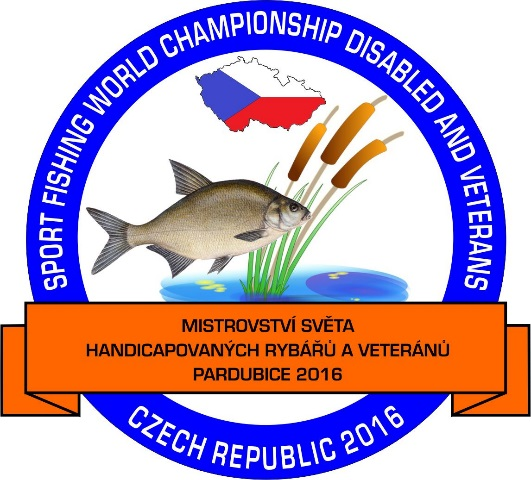 SPORT FISHING WORLD CHAMPIONSHIP DISABLED AND VETERANS
MISTROVSTVÍ SVĚTA
HANDICAPOVANÝCH RYBÁŘŮ A VETERÁNŮ
PARDUBICE 2016
CZECH REPUBLIC 2016